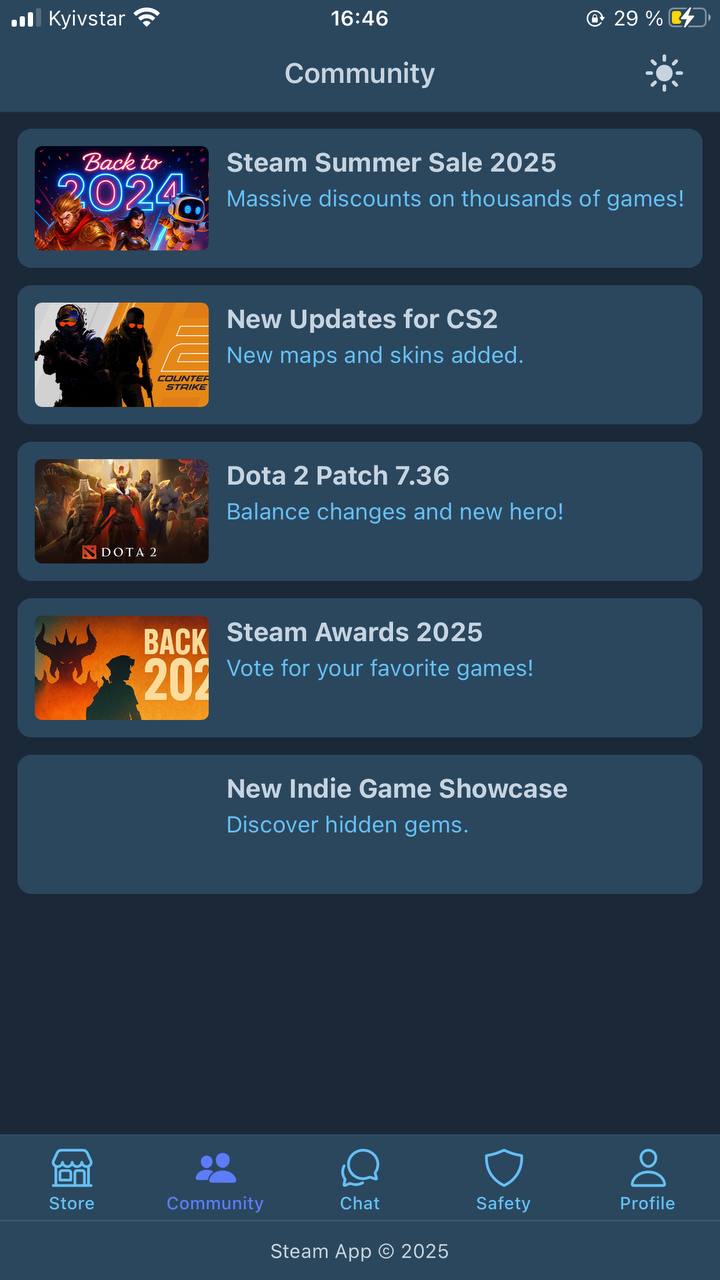 Kyivstar 16:46 29 %
Community
Back to
2024
Steam Summer Sale 2025
Massive discounts on thousands of games!
2
COUNTER
STRIKE
New Updates for CS2
New maps and skins added.
DOTA 2
Dota 2 Patch 7.36
Balance changes and new hero!
BACK
202
Steam Awards 2025
Vote for your favorite games!
New Indie Game Showcase
Discover hidden gems.
Store Community Chat Safety Profile
Steam App © 2025